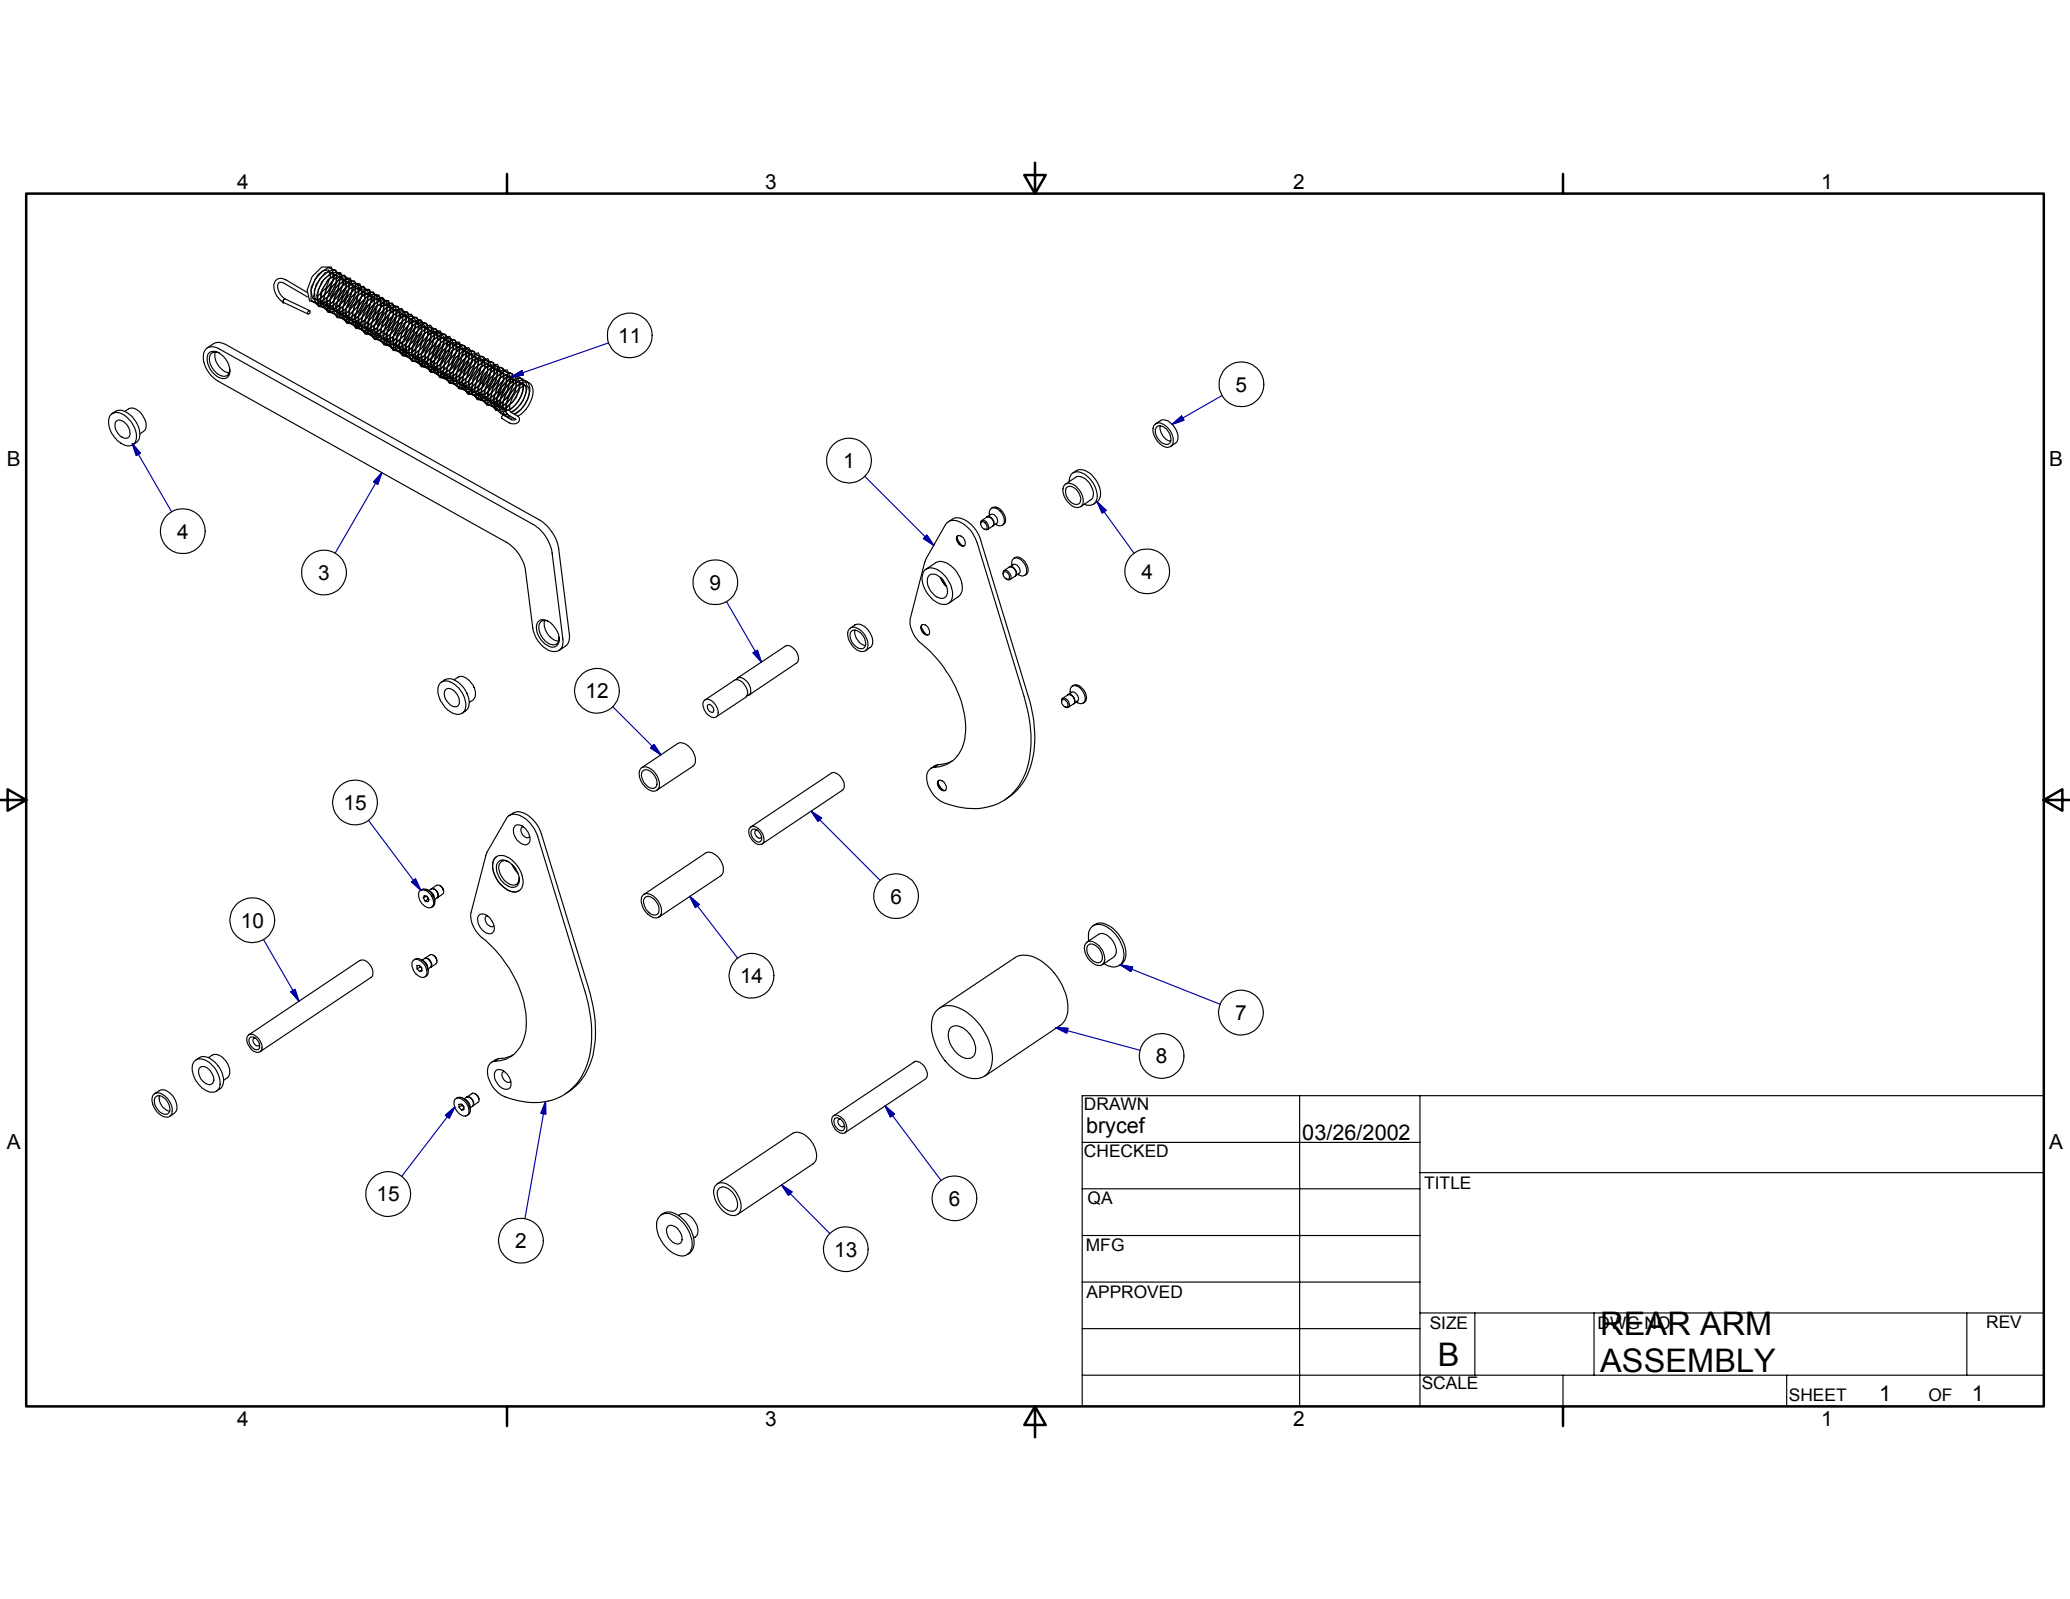 4 3 2 1
11
5
B 1 B
4 4
3 9
12
15
6
10
14
7
8
DRAWN
brycef 03/26/2002
A A
CHECKED
TITLE
15 6
QA
2 13
MFG
APPROVED
SIZE DWG NO REV
REAR ARM
B ASSEMBLY
SCALE
SHEET 1 OF 1
4 3 2 1